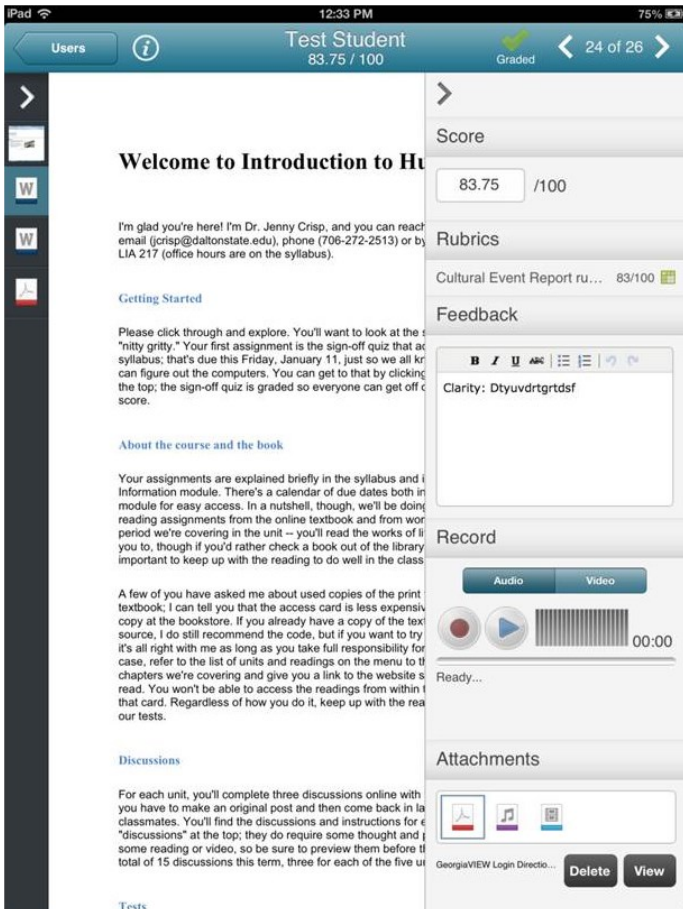 iPad 12:33 PM 75%
Users Test Student Graded 24 of 26
83.75 / 100
Welcome to Introduction to Hu
I'm glad you're here! I'm Dr. Jenny Crisp, and you can reach
email (jcrisp@daltonstate.edu), phone (706-272-2513) or by
LIA 217 (office hours are on the syllabus).
Getting Started
Please click through and explore. You'll want to look at the s
"nitty gritty." Your first assignment is the sign-off quiz that ac
syllabus; that's due this Friday, January 11, just so we all kn
can figure out the computers. You can get to that by clicking
the top; the sign-off quiz is graded so everyone can get off o
score.
About the course and the book
Your assignments are explained briefly in the syllabus and i
Information module. There's a calendar of due dates both in
module for easy access. In a nutshell, though, we'll be doing
reading assignments from the online textbook and from wor
period we're covering in the unit -- you'll read the works of li
you to, though if you'd rather check a book out of the library
important to keep up with the reading to do well in the class
A few of you have asked me about used copies of the print
textbook; I can tell you that the access card is less expensiv
copy at the bookstore. If you already have a copy of the text
source, I do still recommend the code, but if you want to try
it's all right with me as long as you take full responsibility for
case, refer to the list of units and readings on the menu to th
chapters we're covering and give you a link to the website s
read. You won't be able to access the readings from within t
that card. Regardless of how you do it, keep up with the rea
our tests.
Discussions
For each unit, you'll complete three discussions online with
you have to make an original post and then come back in la
classmates. You'll find the discussions and instructions for e
"discussions" at the top; they do require some thought and p
some reading or video, so be sure to preview them before th
total of 15 discussions this term, three for each of the five un
Tests
Score
83.75 /100
Rubrics
Cultural Event Report ru... 83/100
Feedback
B I U ABC
Clarity: Dtyuvdrtgrtdsf
Record
Audio Video
00:00
Ready...
Attachments
GeorgiaVIEW Login Directio... Delete View